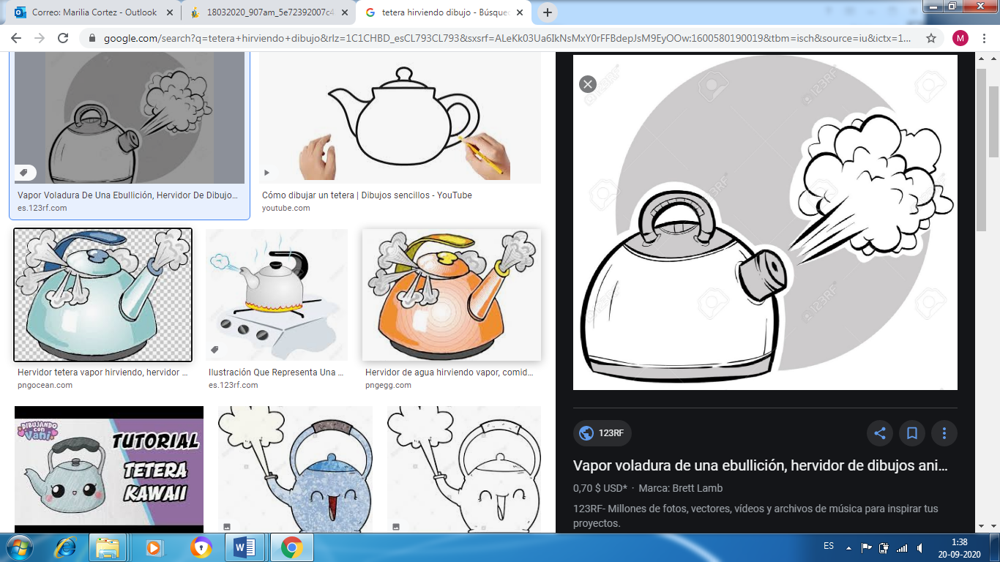 Correo: Marilia Cortez - Outlook
18032020_907am_5e72392007c4
tetera hirviendo dibujo - Búsque
google.com/search?q=tetera+hirviendo+dibujo&rlz=1C1CHBD_esCL793CL793&sxsrf=ALeKk03Ua6IkNsMxY0rFFBdepJsM9EyOOw:1600580190019&tbm=isch&source=iu&ictx=1...
M
Vapor Voladura De Una Ebullición, Hervidor De Dibujo...
es.123rf.com
Cómo dibujar un tetera | Dibujos sencillos - YouTube
youtube.com
Hervidor tetera vapor hirviendo, hervidor ...
pngocean.com
Ilustración Que Representa Una ...
es.123rf.com
Hervidor de agua hirviendo vapor, comid...
pngegg.com
DIBUJANDO
con
Vani
TUTORIAL
TETERA
KAWAII
123RF
123RF
123RF
123RF
123RF
Vapor voladura de una ebullición, hervidor de dibujos ani...
0,70 $ USD* · Marca: Brett Lamb
123RF- Millones de fotos, vectores, vídeos y archivos de música para inspirar tus
proyectos.
ES
1:38
20-09-2020